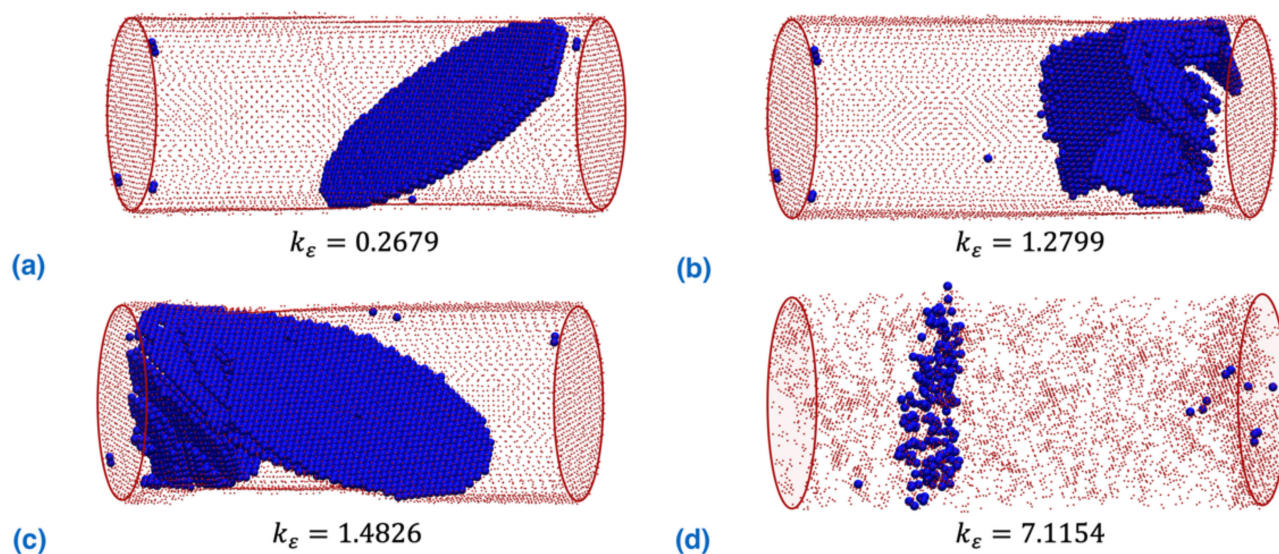 k_ε = 0.2679
(a)
k_ε = 1.2799
(b)
k_ε = 1.4826
(c)
k_ε = 7.1154
(d)